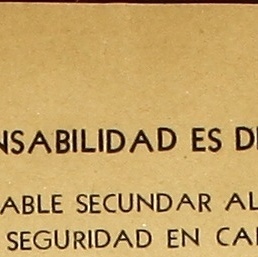 NSABILIDAD ES D
ABLE SECUNDAR AL
SEGURIDAD EN CA